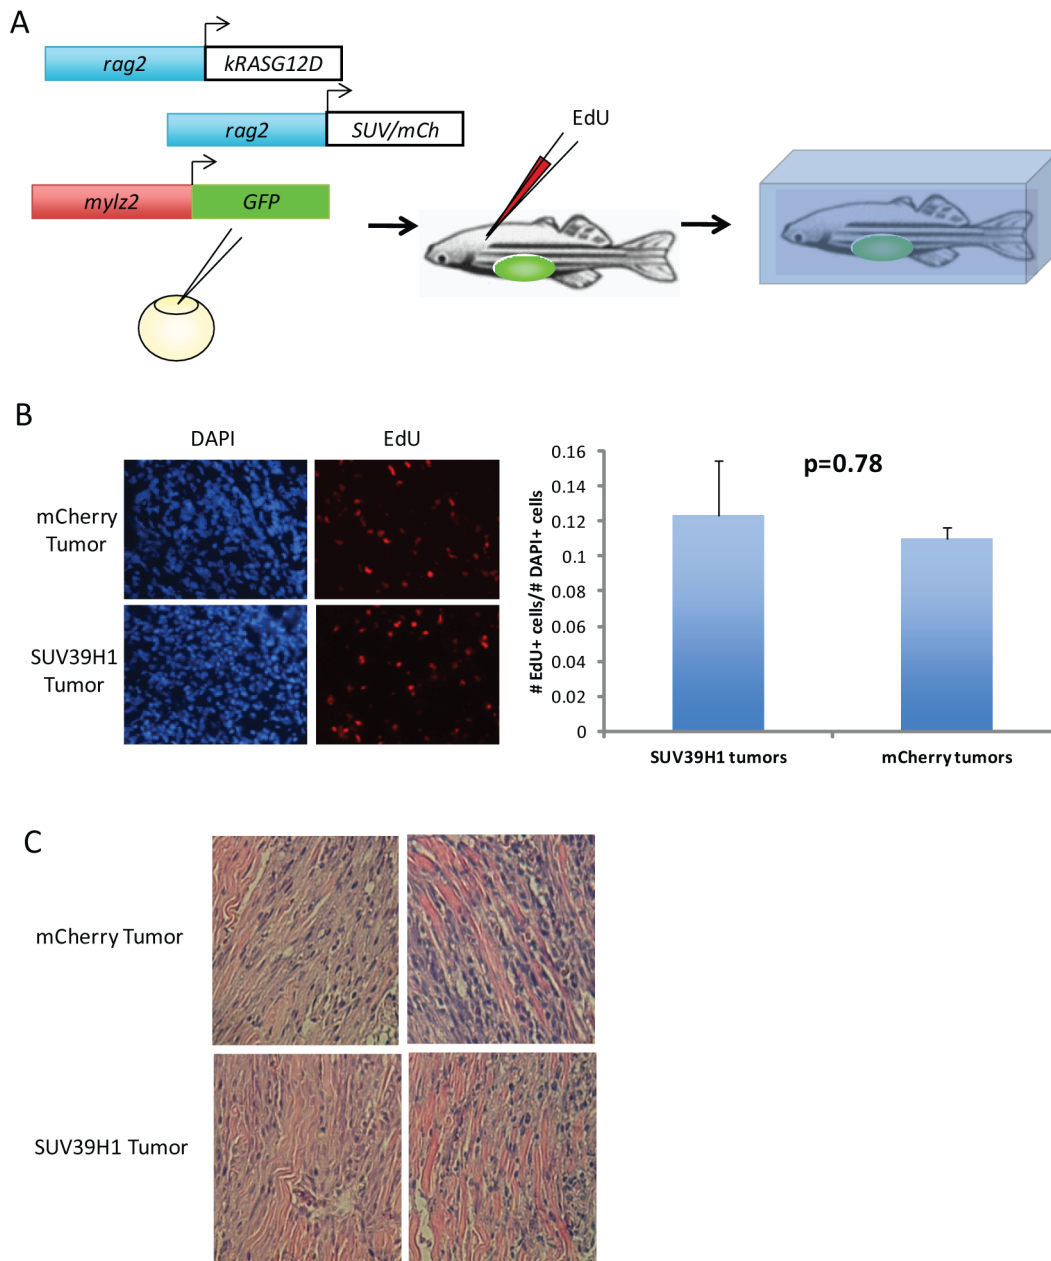 A
rag2 kRASG12D
rag2 SUV/mCh
mylz2 GFP
EdU
B
DAPI EdU
mCherry
Tumor
SUV39H1
Tumor
# EdU+ cells/# DAPI+ cells
0.16
0.14
0.12
0.1
0.08
0.06
0.04
0.02
0
p=0.78
SUV39H1 tumors mCherry tumors
C
mCherry Tumor
SUV39H1 Tumor